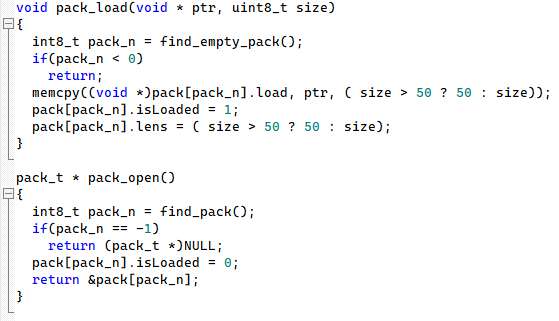 void pack_load(void * ptr, uint8_t size)
{
  int8_t pack_n = find_empty_pack();
  if(pack_n < 0)
    return;
  memcpy((void *)pack[pack_n].load, ptr, ( size > 50 ? 50 : size));
  pack[pack_n].isLoaded = 1;
  pack[pack_n].lens = ( size > 50 ? 50 : size);
}

pack_t * pack_open()
{
  int8_t pack_n = find_pack();
  if(pack_n == -1)
    return (pack_t *)NULL;
  pack[pack_n].isLoaded = 0;
  return &pack[pack_n];
}